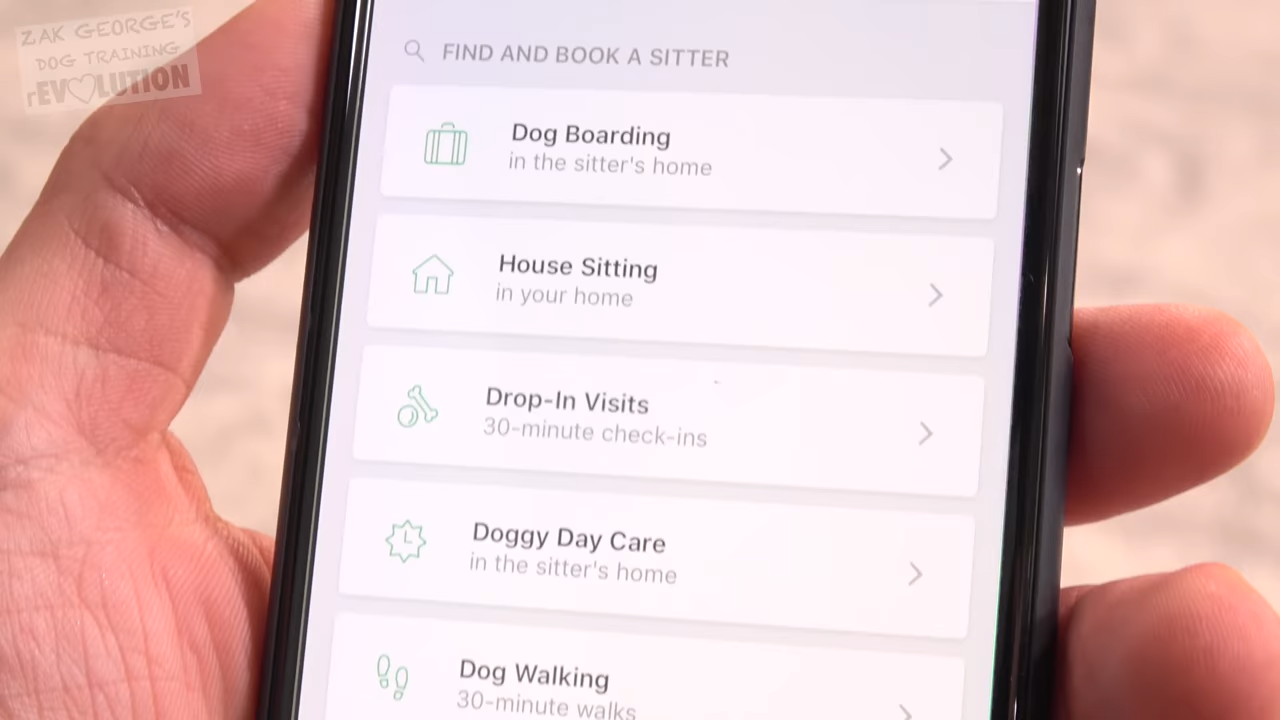 ZAK GEORGE'S
DOG TRAINING
rEVOLUTION
FIND AND BOOK A SITTER
Dog Boarding
in the sitter's home
House Sitting
in your home
Drop-In Visits
30-minute check-ins
Doggy Day Care
in the sitter's home
Dog Walking
30-minute walks